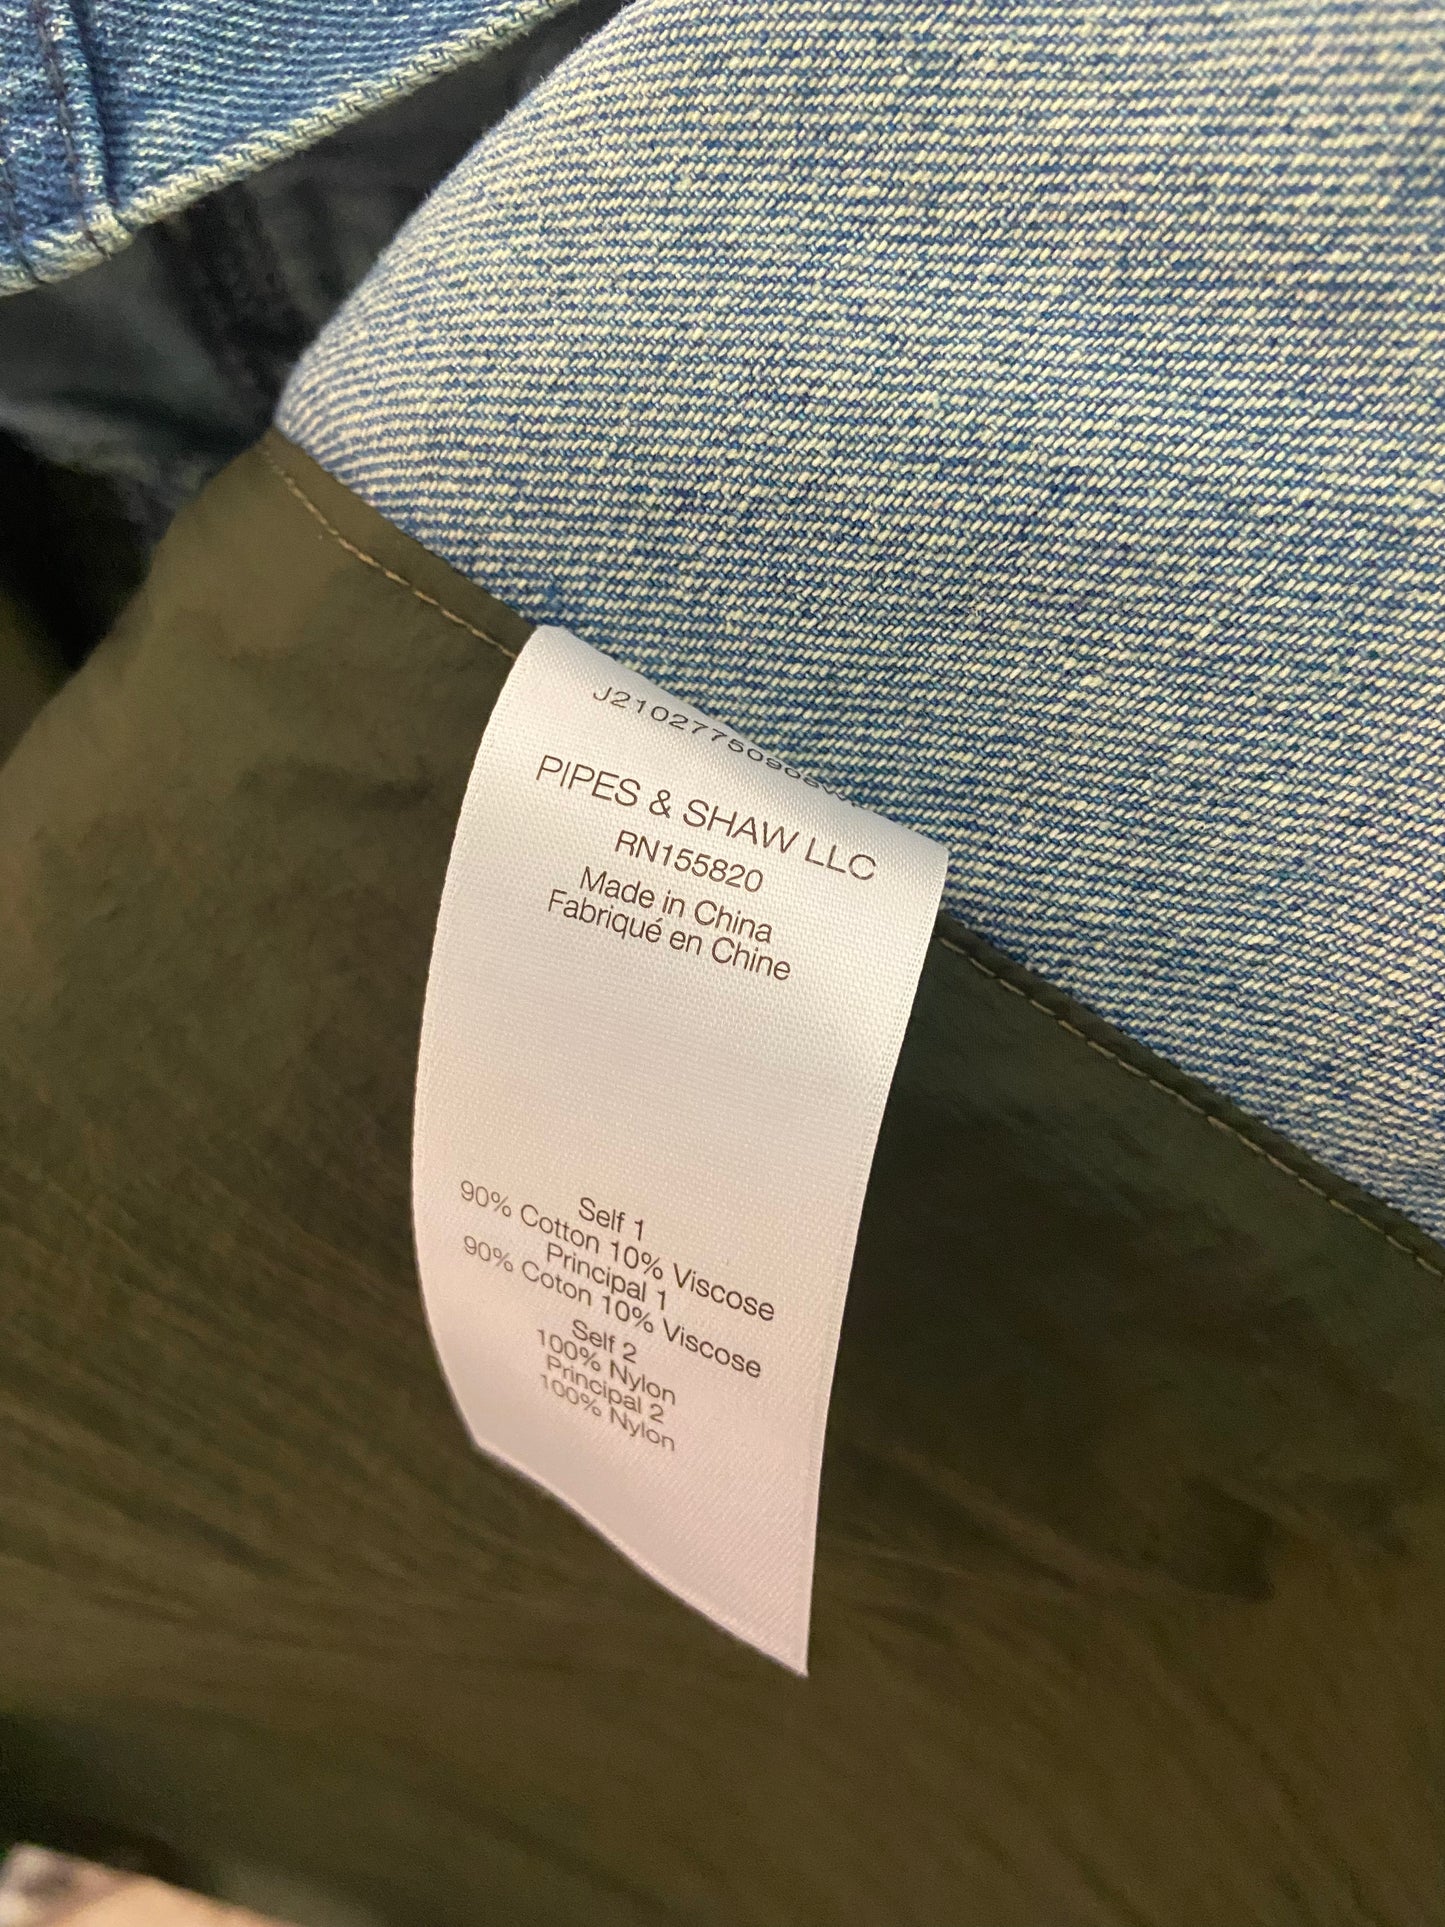 PIPES & SHAW LLC
RN155820
Made in China
Fabriqué en Chine
Self 1
90% Cotton 10% Viscose
Principal 1
90% Coton 10% Viscose
Self 2
100% Nylon
Principal 2
100% Nylon